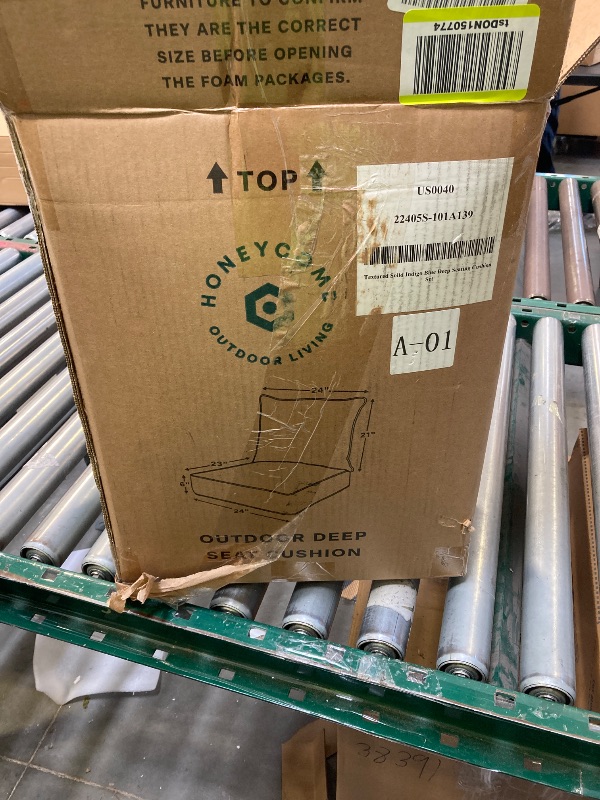 FURNITURE TO CONFIRM
THEY ARE THE CORRECT
SIZE BEFORE OPENING
THE FOAM PACKAGES.
tsDON150774
TOP
US0040
22405S-101A139
Textured Solid Indigo Blue Deep Seating Cushion
Set
HONEYCOMB
OUTDOOR LIVING
A-01
24"
21"
23"
6"
24"
OUTDOOR DEEP
SEAT CUSHION
38391